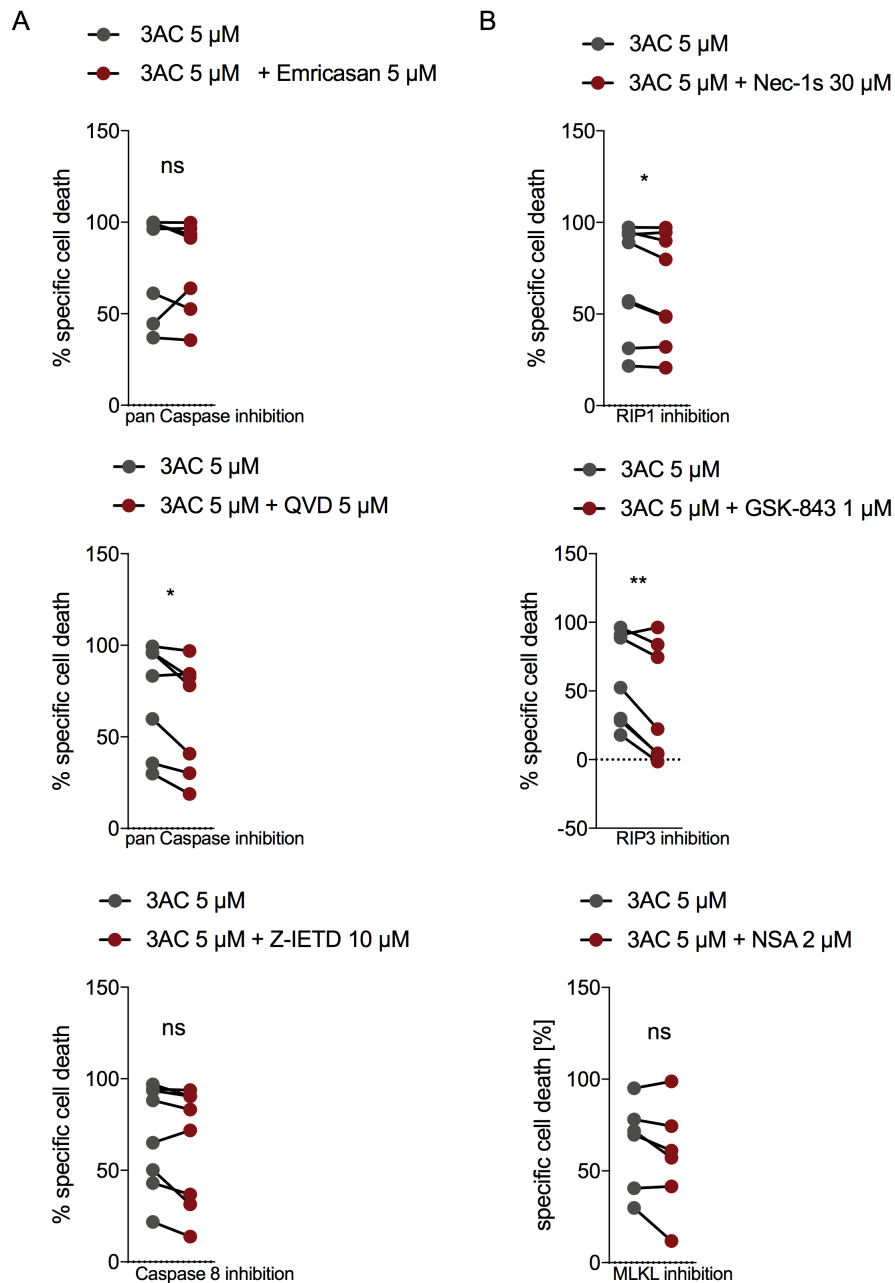 A
3AC 5 µM
3AC 5 µM + Emricasan 5 µM
150
100
50
0
% specific cell death
ns
pan Caspase inhibition
3AC 5 µM
3AC 5 µM + QVD 5 µM
150
100
50
0
% specific cell death
*
pan Caspase inhibition
3AC 5 µM
3AC 5 µM + Z-IETD 10 µM
150
100
50
0
% specific cell death
ns
Caspase 8 inhibition
B
3AC 5 µM
3AC 5 µM + Nec-1s 30 µM
150
100
50
0
% specific cell death
*
RIP1 inhibition
3AC 5 µM
3AC 5 µM + GSK-843 1 µM
150
100
50
0
-50
% specific cell death
**
RIP3 inhibition
3AC 5 µM
3AC 5 µM + NSA 2 µM
150
100
50
0
specific cell death [%]
ns
MLKL inhibition